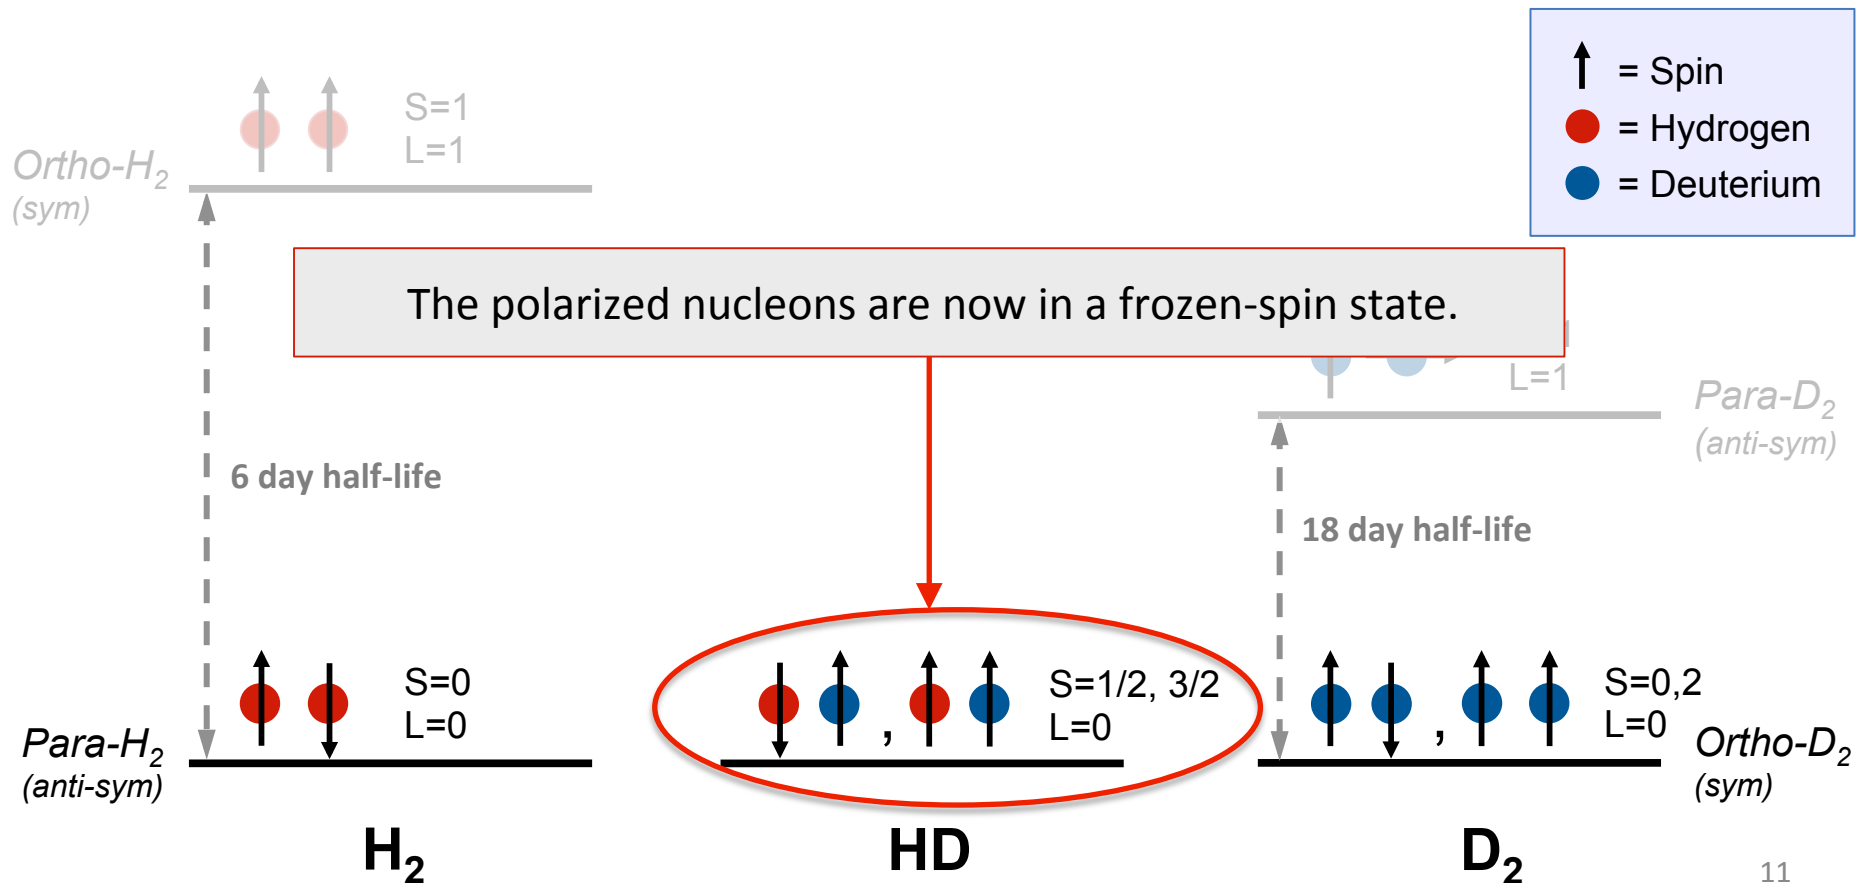 = Spin
= Hydrogen
= Deuterium
S=1
L=1
Ortho-H2
(sym)
The polarized nucleons are now in a frozen-spin state.
L=1
Para-D2
(anti-sym)
6 day half-life
18 day half-life
S=0
L=0
Para-H2
(anti-sym)
,
S=1/2, 3/2
L=0
,
S=0,2
L=0
Ortho-D2
(sym)
H2
HD
D2
11